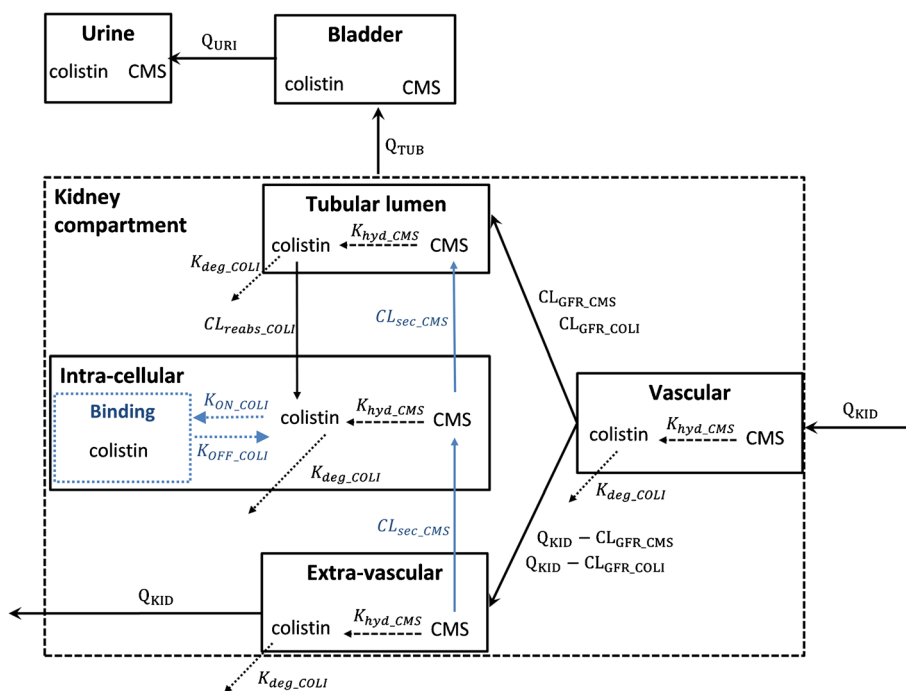 Urine
colistin CMS
Q_URI
Bladder
colistin CMS
Q_TUB
Kidney
compartment
Tubular lumen
K_hyd_CMS
colistin CMS
K_deg_COLI
CL_reabs_COLI
CL_sec_CMS
CL_GFR_CMS
CL_GFR_COLI
Intra-cellular
Binding
colistin
K_ON_COLI
K_OFF_COLI
K_hyd_CMS
colistin CMS
K_deg_COLI
Vascular
K_hyd_CMS
colistin CMS
K_deg_COLI
Q_KID
CL_sec_CMS
Q_KID − CL_GFR_CMS
Q_KID − CL_GFR_COLI
Q_KID
Extra-vascular
K_hyd_CMS
colistin CMS
K_deg_COLI